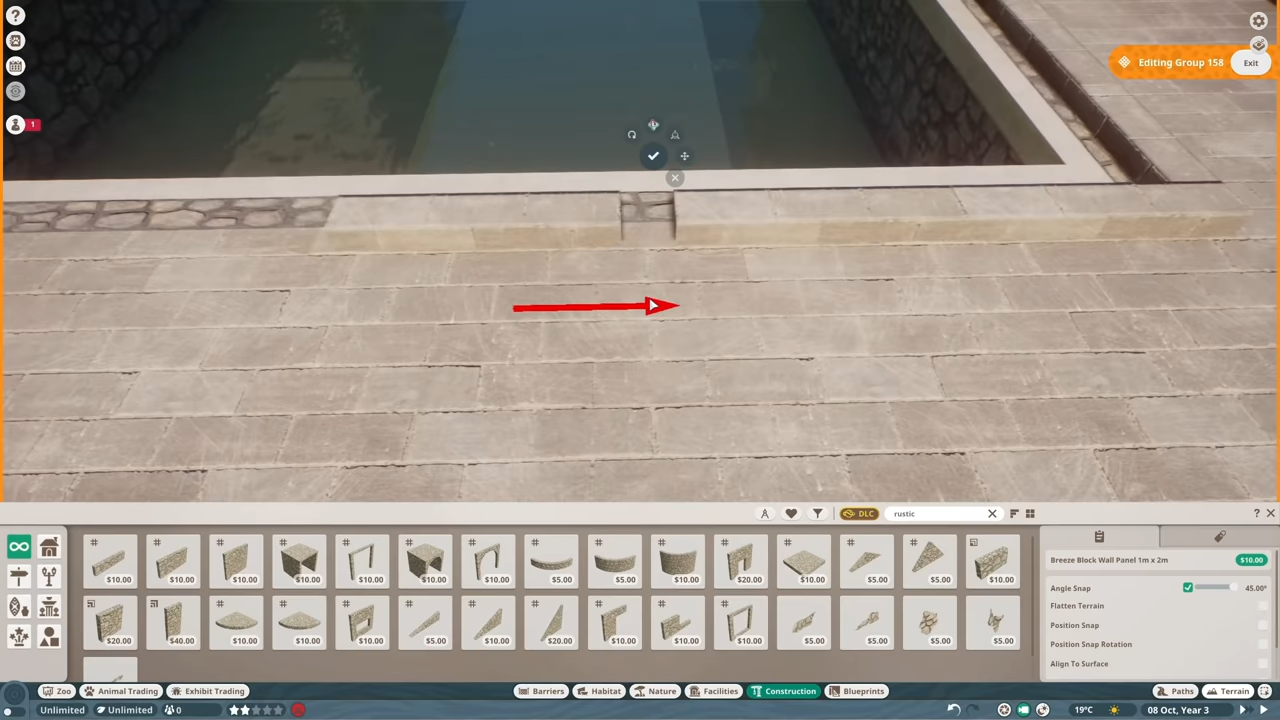 ?
1
Editing Group 158
Exit
DLC
rustic
?
$10.00 $10.00 $10.00 $10.00 $10.00 $10.00 $10.00 $5.00 $5.00 $10.00 $20.00 $10.00 $5.00 $5.00 $10.00
$20.00 $40.00 $10.00 $10.00 $10.00 $5.00 $10.00 $20.00 $10.00 $10.00 $10.00 $5.00 $5.00 $5.00 $5.00
Breeze Block Wall Panel 1m x 2m $10.00
Angle Snap 45.00°
Flatten Terrain
Position Snap
Position Snap Rotation
Align To Surface
Zoo Animal Trading Exhibit Trading Barriers Habitat Nature Facilities Construction Blueprints Paths Terrain
Unlimited Unlimited 0 19°C 08 Oct, Year 3